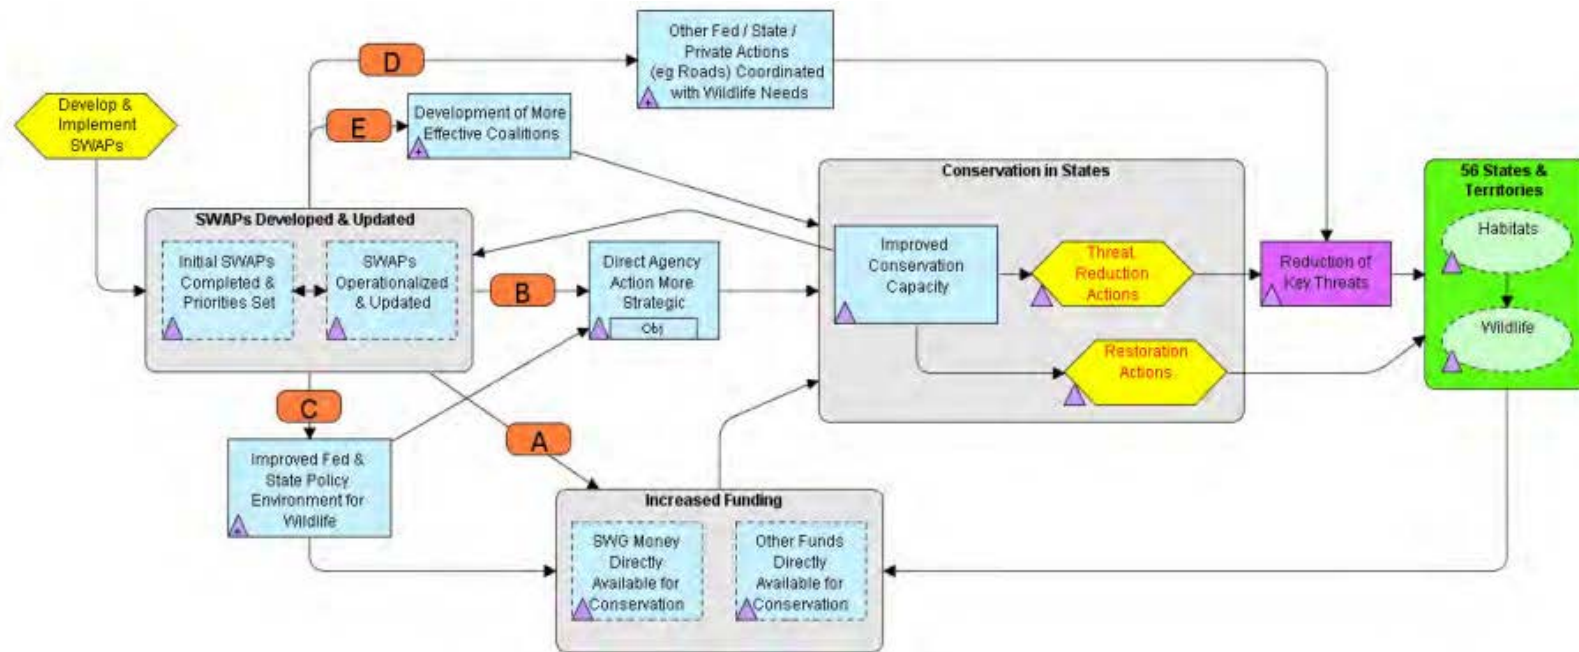 D
Other Fed / State /
Private Actions
(eg Roads) Coordinated
with Wildlife Needs
+
Develop &
Implement
SWAPs
E
Development of More
Effective Coalitions
+
SWAPs Developed & Updated
Initial SWAPs
Completed &
Priorities Set
SWAPs
Operationalized
& Updated
B
Direct Agency
Action More
Strategic
Obj
Conservation in States
Improved
Conservation
Capacity
Threat
Reduction
Actions
Restoration
Actions
Reduction of
Key Threats
56 States &
Territories
Habitats
Wildlife
C
A
Improved Fed &
State Policy
Environment for
Wildlife
+
Increased Funding
SWG Money
Directly
Available for
Conservation
Other Funds
Directly
Available for
Conservation